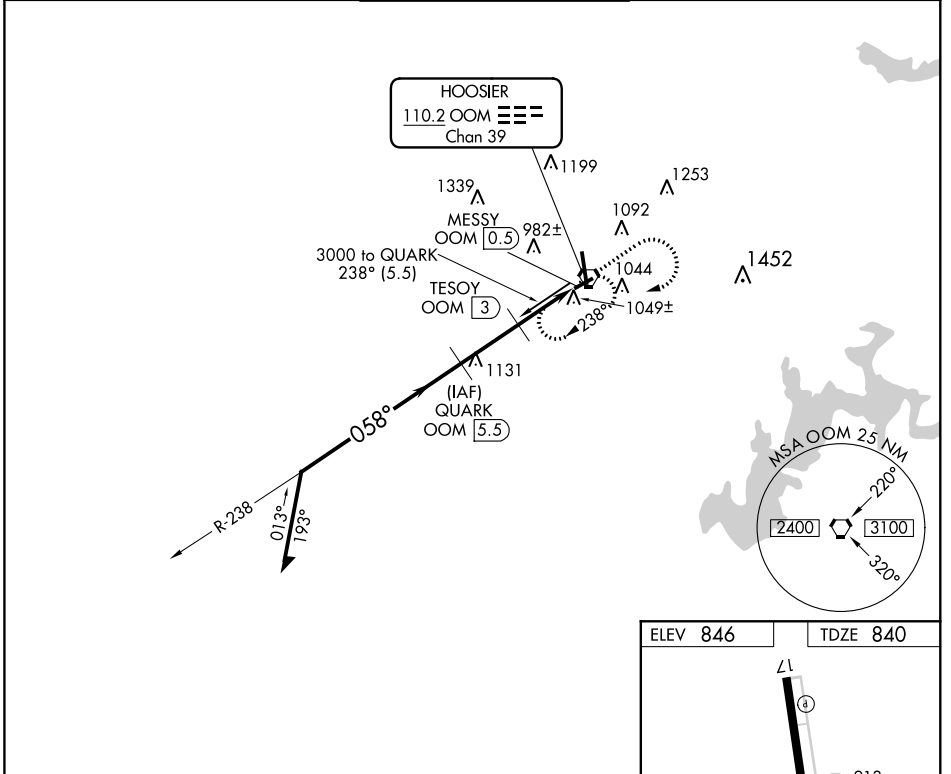 HOOSIER
110.2 OOM
Chan 39
1199
1253
1339
1092
MESSY
OOM 0.5
982±
1452
3000 to QUARK
238° (5.5)
1044
TESOY
OOM 3
1049±
238°
1131
(IAF)
QUARK
OOM 5.5
058°
R-238
013°
193°
MSA OOM 25 NM
220°
2400
3100
320°
ELEV 846
TDZE 840
17
P